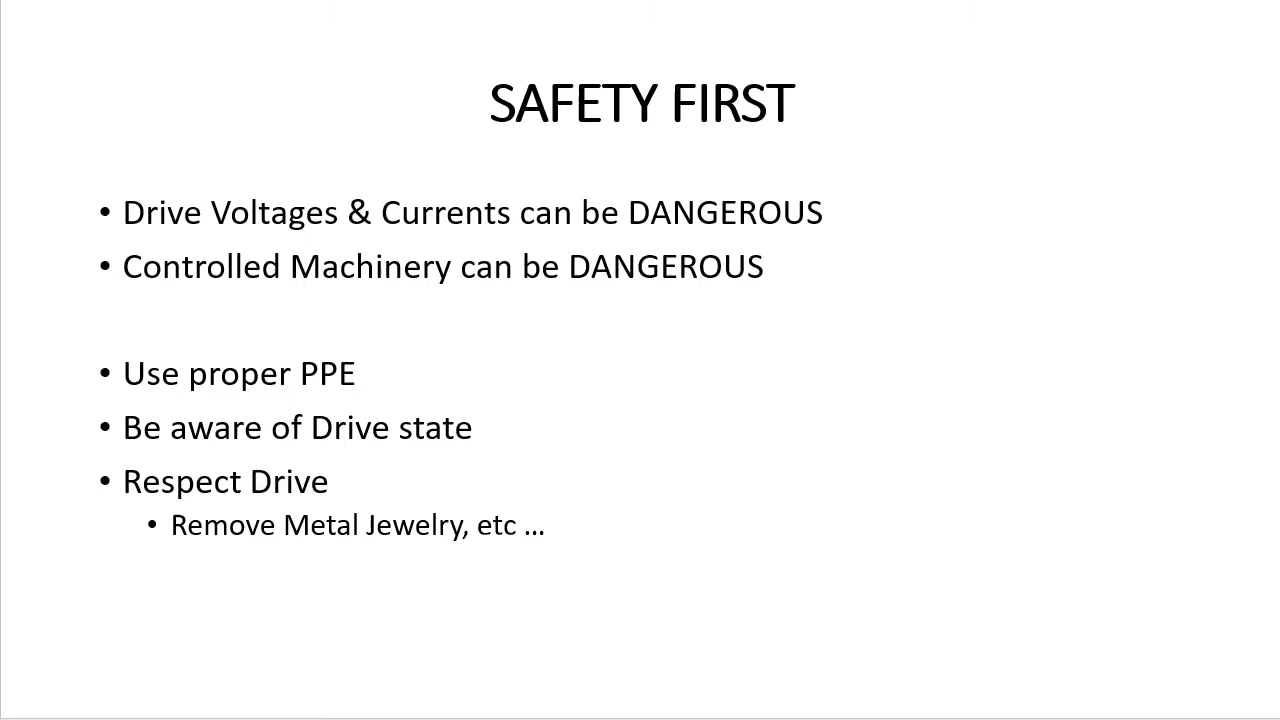 SAFETY FIRST
• Drive Voltages & Currents can be DANGEROUS
• Controlled Machinery can be DANGEROUS
• Use proper PPE
• Be aware of Drive state
• Respect Drive
• Remove Metal Jewelry, etc …